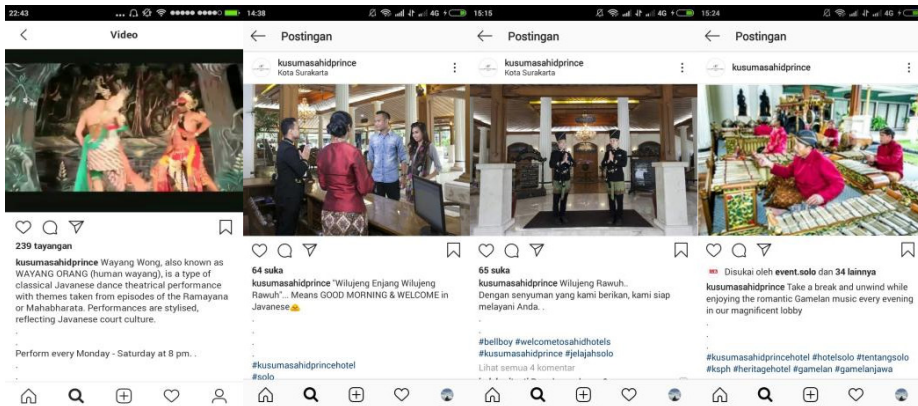 22:43
Video
239 tayangan
kusumasahidprince Wayang Wong, also known as
WAYANG ORANG (human wayang), is a type of
classical Javanese dance theatrical performance
with themes taken from episodes of the Ramayana
or Mahabharata. Performances are stylised,
reflecting Javanese court culture.
.
.
Perform every Monday - Saturday at 8 pm. .
.
14:38
4G
Postingan
kusumasahidprince
Kota Surakarta
64 suka
kusumasahidprince "Wilujeng Enjang Wilujeng
Rawuh"... Means GOOD MORNING & WELCOME in
Javanese🙏
.
.
.
#kusumasahidprincehotel
#solo
15:15
4G
Postingan
kusumasahidprince
Kota Surakarta
65 suka
kusumasahidprince Wilujeng Rawuh..
Dengan senyuman yang kami berikan, kami siap
melayani Anda. .
.
.
#bellboy #welcometosahidhotels
#kusumasahidprince #jelajahsolo
Lihat semua 4 komentar
15:24
4G
Postingan
kusumasahidprince
Disukai oleh event.solo dan 34 lainnya
kusumasahidprince Take a break and unwind while
enjoying the romantic Gamelan music every evening
in our magnificent lobby
.
.
.
#kusumasahidprincehotel #hotelsolo #tentangsolo
#ksph #heritagehotel #gamelan #gamelanjawa